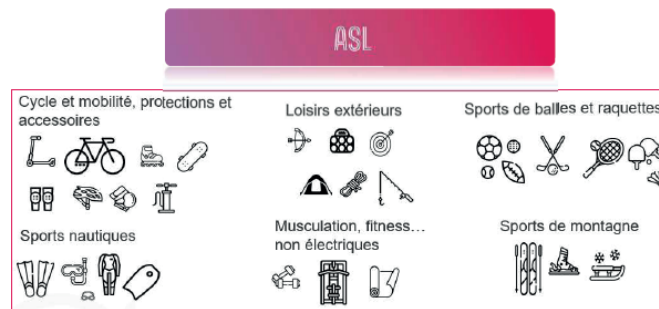 ASL
Cycle et mobilité, protections et
accessoires
Loisirs extérieurs
Sports de balles et raquettes
Sports nautiques
Musculation, fitness…
non électriques
Sports de montagne